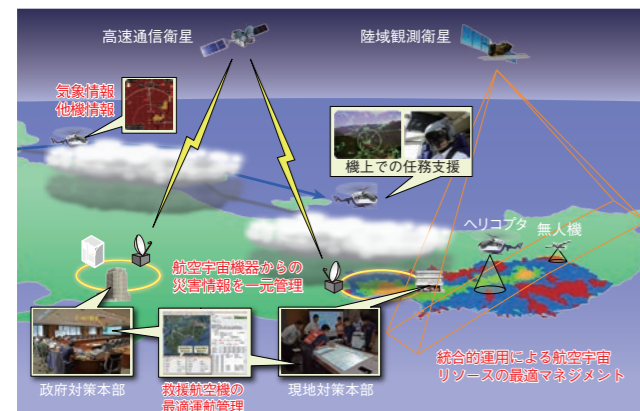 高速通信衛星
陸域観測衛星
気象情報
他機情報
機上での任務支援
ヘリコプタ
無人機
航空宇宙機器からの
災害情報を一元管理
政府対策本部
救援航空機の
最適運航管理
現地対策本部
統合的運用による航空宇宙
リソースの最適マネジメント